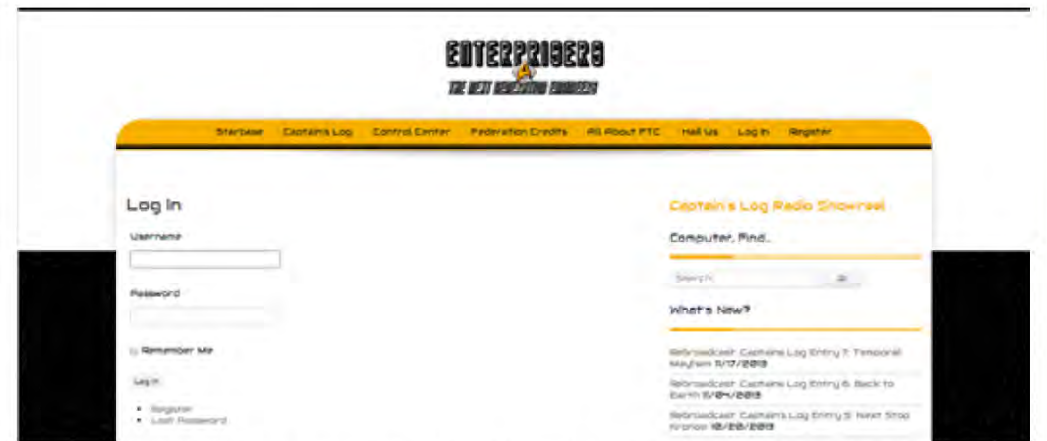 ENTERPRISERS
THE NEXT GENERATION
Starbase Captain's Log Control Center Federation Credits All About PTC Hail Us Log In Register
Log In
Username
Password
Remember Me
Log In
Register
Lost Password
Captain's Log Radio Showreel
Computer, Find...
Search
What's New?
Rebroadcast: Captains Log Entry 7: Temporal
Mayhem 11/17/2013
Rebroadcast: Captains Log Entry 6: Back to
Earth 11/04/2013
Rebroadcast: Captain's Log Entry 5: Next Stop
Kronos 10/20/2013